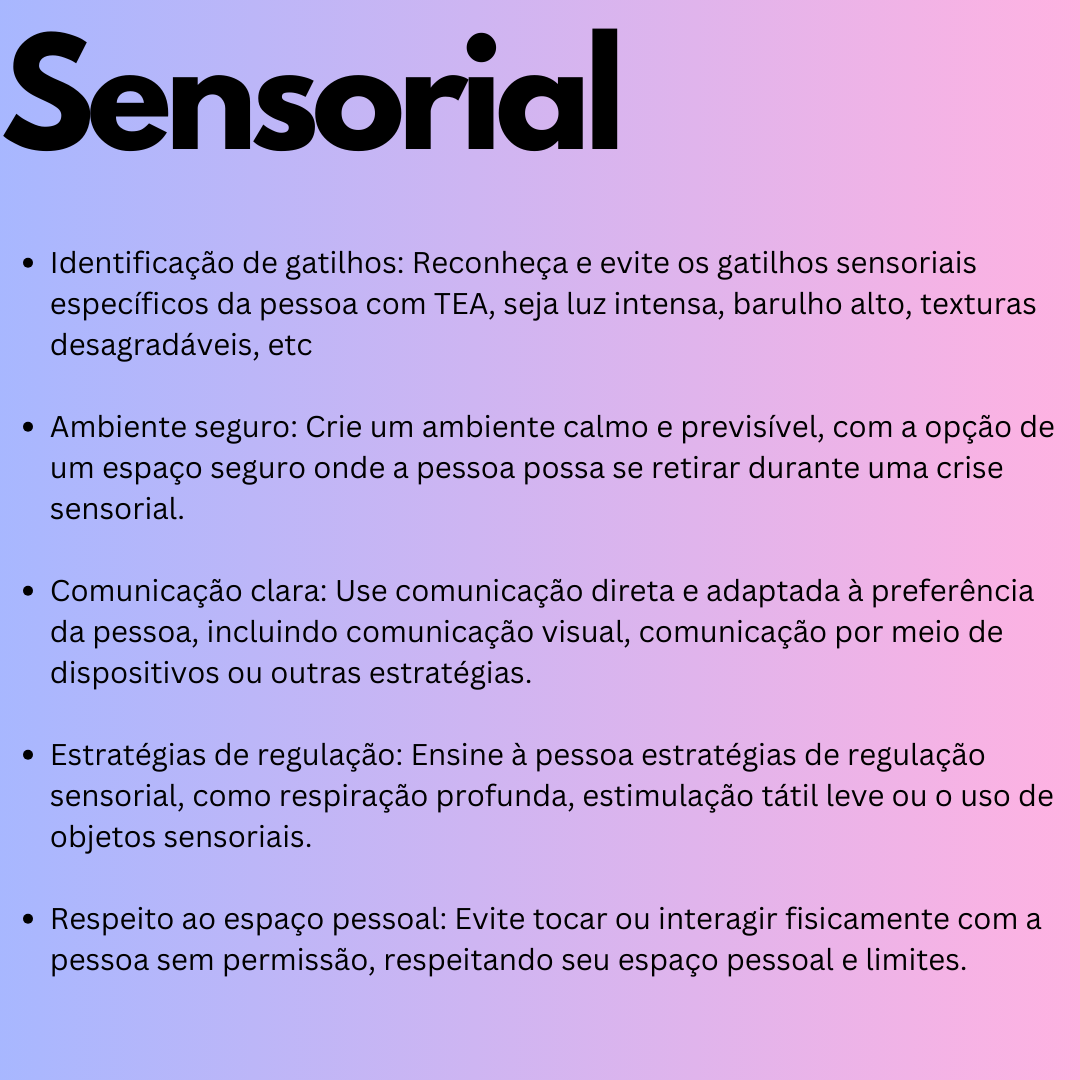 Sensorial
• Identificação de gatilhos: Reconheça e evite os gatilhos sensoriais
específicos da pessoa com TEA, seja luz intensa, barulho alto, texturas
desagradáveis, etc
• Ambiente seguro: Crie um ambiente calmo e previsível, com a opção de
um espaço seguro onde a pessoa possa se retirar durante uma crise
sensorial.
• Comunicação clara: Use comunicação direta e adaptada à preferência
da pessoa, incluindo comunicação visual, comunicação por meio de
dispositivos ou outras estratégias.
• Estratégias de regulação: Ensine à pessoa estratégias de regulação
sensorial, como respiração profunda, estimulação tátil leve ou o uso de
objetos sensoriais.
• Respeito ao espaço pessoal: Evite tocar ou interagir fisicamente com a
pessoa sem permissão, respeitando seu espaço pessoal e limites.